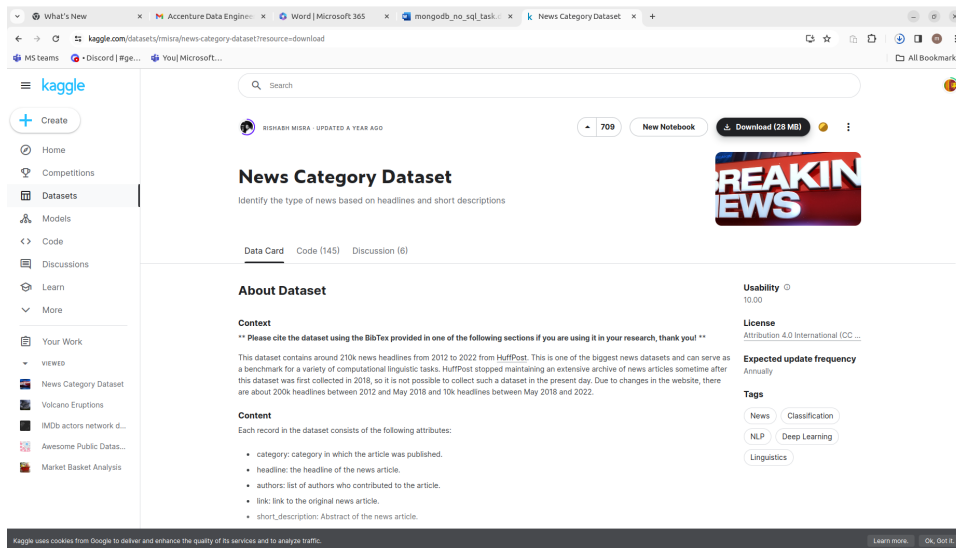 What's New
Accenture Data Enginee
Word | Microsoft 365
mongodb_no_sql_task.
News Category Dataset
kaggle.com/datasets/rmisra/news-category-dataset?resource=download
MS teams
• Discord | #ge...
You| Microsoft...
All Bookmark
kaggle
Search
Create
Home
Competitions
Datasets
Models
Code
Discussions
Learn
More
Your Work
VIEWED
News Category Dataset
Volcano Eruptions
IMDb actors network d...
Awesome Public Datas...
Market Basket Analysis
RISHABH MISRA · UPDATED A YEAR AGO
709
New Notebook
Download (28 MB)
News Category Dataset
Identify the type of news based on headlines and short descriptions
REAKIN
EWS
Data Card
Code (145)
Discussion (6)
About Dataset
Context
** Please cite the dataset using the BibTex provided in one of the following sections if you are using it in your research, thank you! **
This dataset contains around 210k news headlines from 2012 to 2022 from HuffPost. This is one of the biggest news datasets and can serve as
a benchmark for a variety of computational linguistic tasks. HuffPost stopped maintaining an extensive archive of news articles sometime after
this dataset was first collected in 2018, so it is not possible to collect such a dataset in the present day. Due to changes in the website, there
are about 200k headlines between 2012 and May 2018 and 10k headlines between May 2018 and 2022.
Content
Each record in the dataset consists of the following attributes:
• category: category in which the article was published.
• headline: the headline of the news article.
• authors: list of authors who contributed to the article.
• link: link to the original news article.
• short_description: Abstract of the news article.
Usability
10.00
License
Attribution 4.0 International (CC ...
Expected update frequency
Annually
Tags
News
Classification
NLP
Deep Learning
Linguistics
Kaggle uses cookies from Google to deliver and enhance the quality of its services and to analyze traffic.
Learn more.
Ok, Got it.